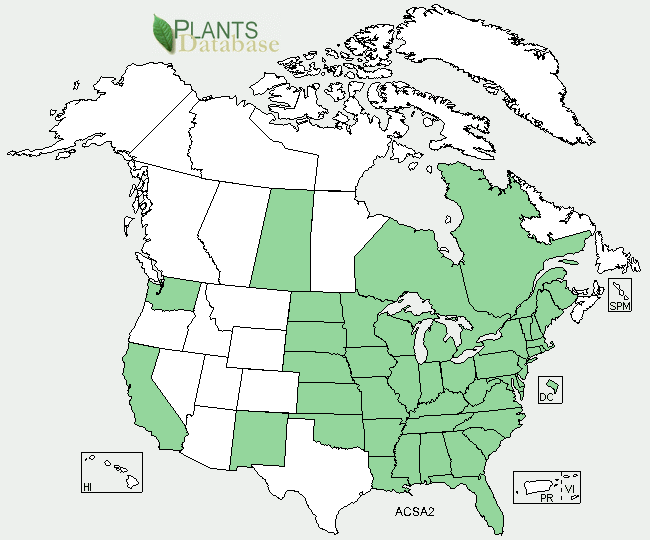 PLANTS
Database
SPM
DC
HI
PR
VI
ACSA2